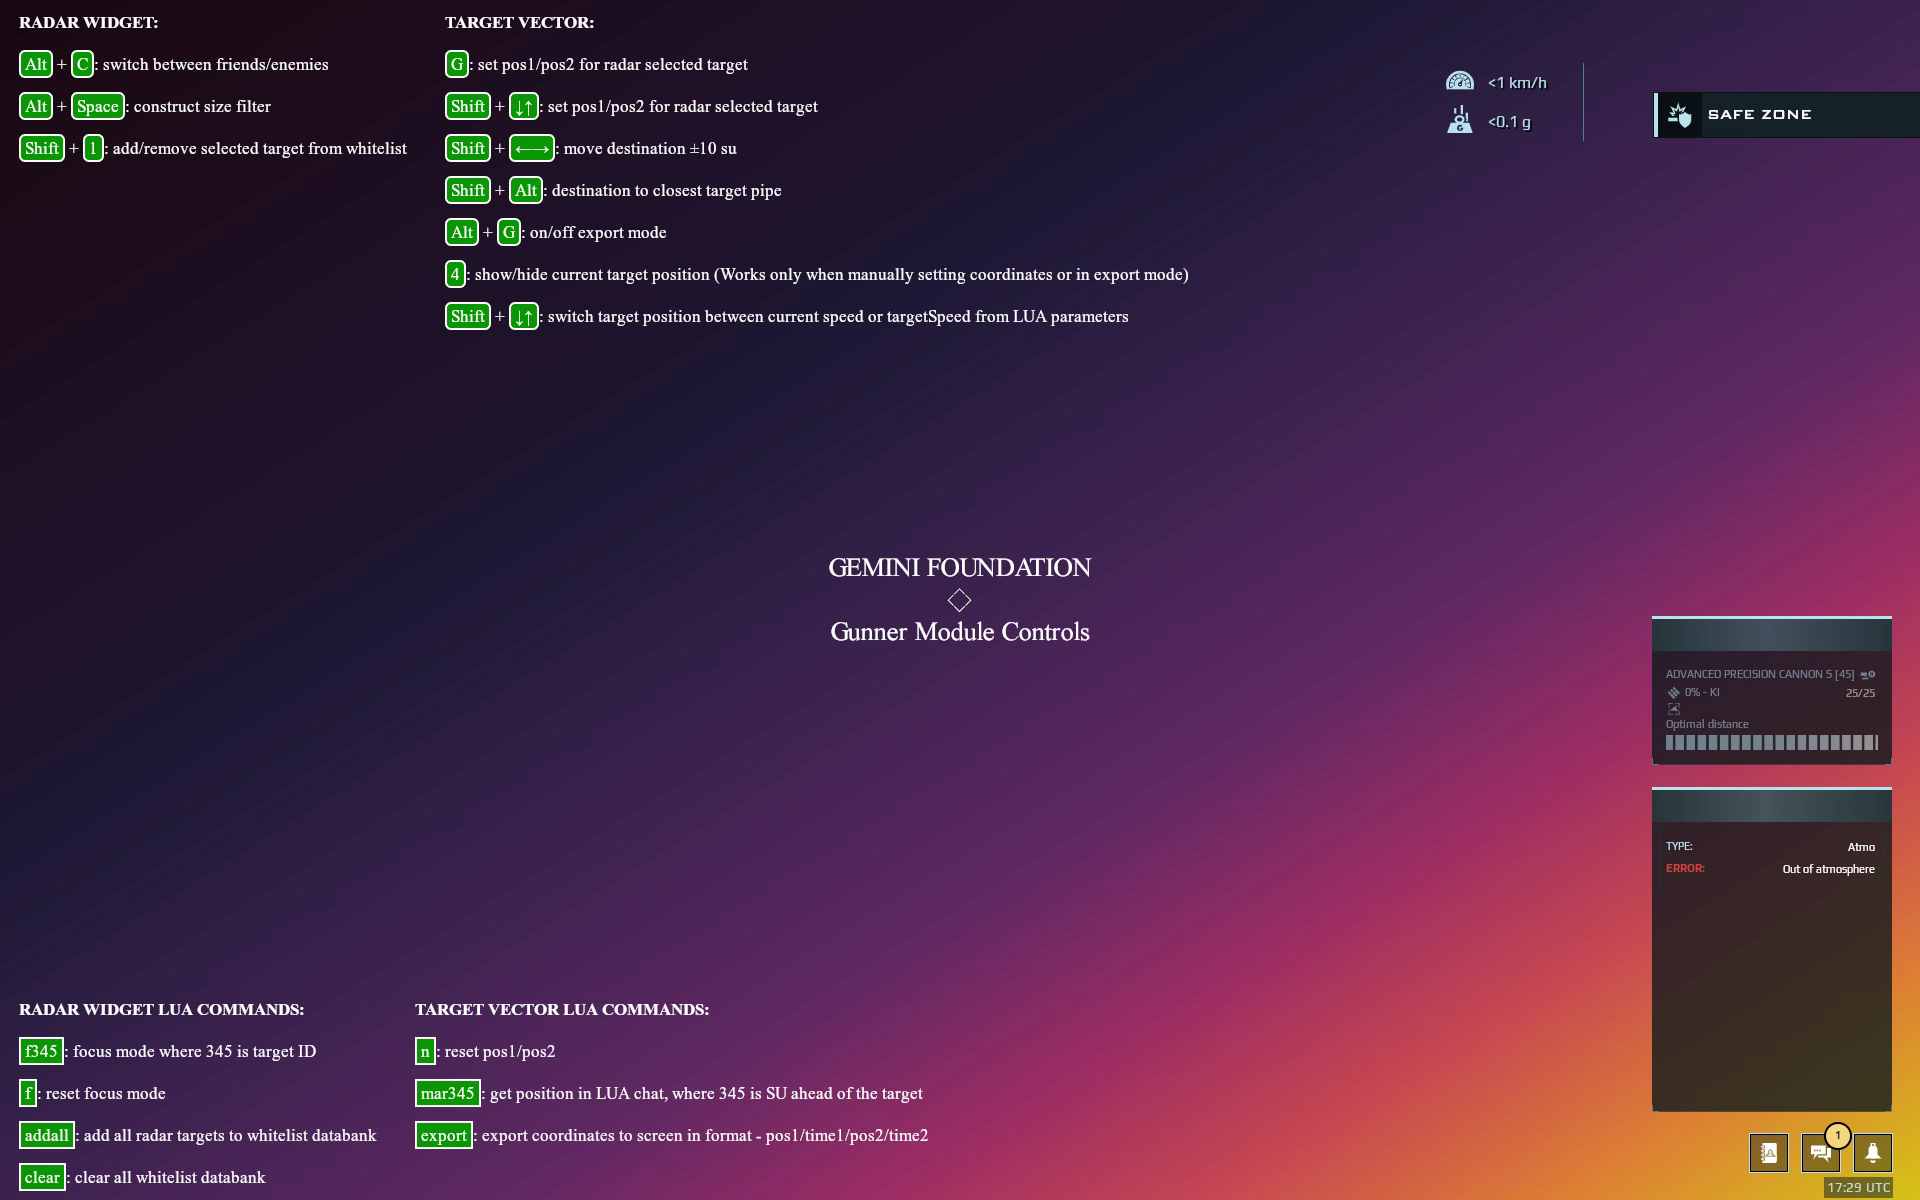 RADAR WIDGET:
Alt + C: switch between friends/enemies
Alt + Space: construct size filter
Shift + 1: add/remove selected target from whitelist
TARGET VECTOR:
G: set pos1/pos2 for radar selected target
Shift + ↓↑: set pos1/pos2 for radar selected target
Shift + ←→: move destination ±10 su
Shift + Alt: destination to closest target pipe
Alt + G: on/off export mode
4: show/hide current target position (Works only when manually setting coordinates or in export mode)
Shift + ↓↑: switch target position between current speed or targetSpeed from LUA parameters
<1 km/h
G <0.1 g
SAFE ZONE
GEMINI FOUNDATION
Gunner Module Controls
ADVANCED PRECISION CANNON S [45]
0% - KI 25/25
Optimal distance
TYPE: Atmo
ERROR: Out of atmosphere
RADAR WIDGET LUA COMMANDS:
f345: focus mode where 345 is target ID
f: reset focus mode
addall: add all radar targets to whitelist databank
clear: clear all whitelist databank
TARGET VECTOR LUA COMMANDS:
n: reset pos1/pos2
mar345: get position in LUA chat, where 345 is SU ahead of the target
export: export coordinates to screen in format - pos1/time1/pos2/time2
1
17:29 UTC